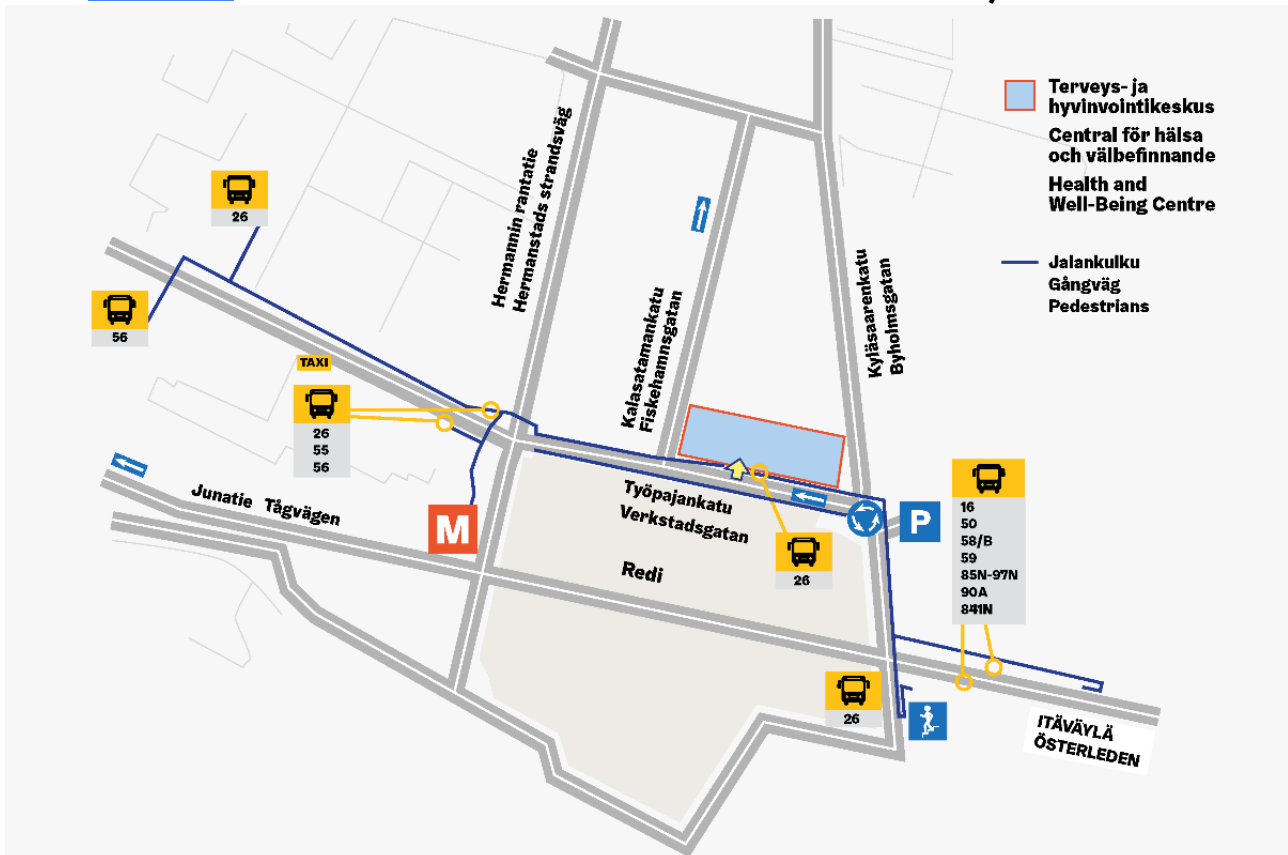 Terveys- ja
hyvinvointikeskus
Central för hälsa
och välbefinnande
Health and
Well-Being Centre
Jalankulku
Gångväg
Pedestrians
26
56
TAXI
26
55
56
Hermannin rantatie
Hermanstads strandsväg
Kalasatamankatu
Fiskehamnsgatan
Kyläsaarenkatu
Byholmsgatan
Junatie Tågvägen
M
Työpajankatu
Verkstadsgatan
Redi
26
P
16
50
58/B
59
85N-97N
90A
841N
26
ITÄVÄYLÄ
ÖSTERLEDEN